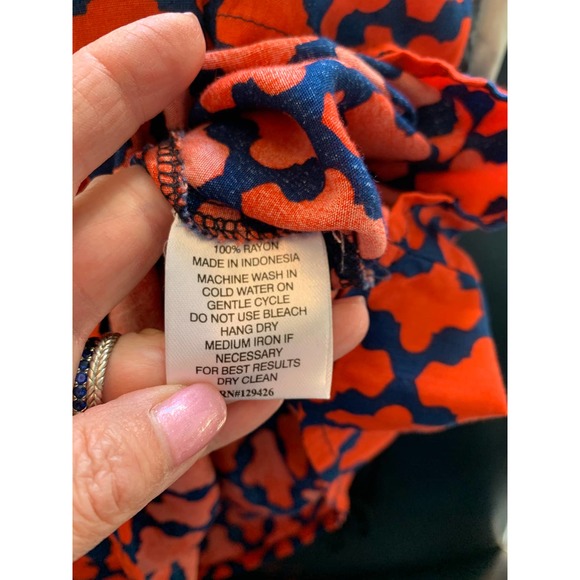 100% RAYON
MADE IN INDONESIA
MACHINE WASH IN
COLD WATER ON
GENTLE CYCLE
DO NOT USE BLEACH
HANG DRY
MEDIUM IRON IF
NECESSARY
FOR BEST RESULTS
DRY CLEAN
RN#129426